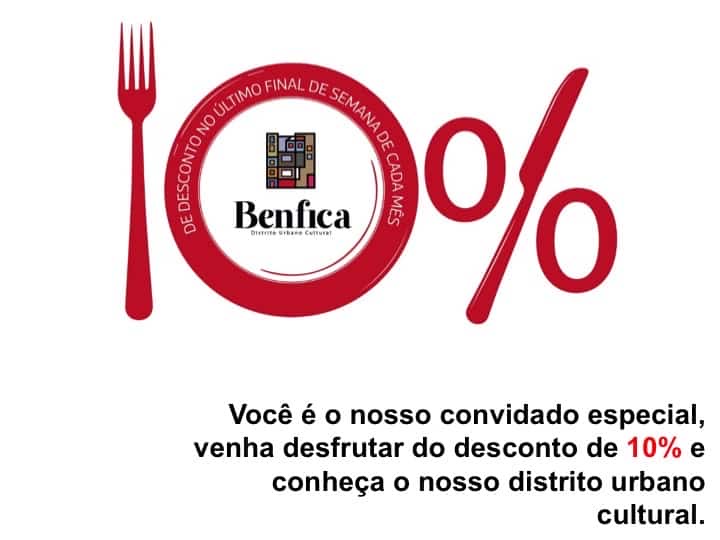 10%
DE DESCONTO NO ÚLTIMO FINAL DE SEMANA DE CADA MÊS
Benfica
Distrito Urbano Cultural
Você é o nosso convidado especial,
venha desfrutar do desconto de 10% e
conheça o nosso distrito urbano
cultural.